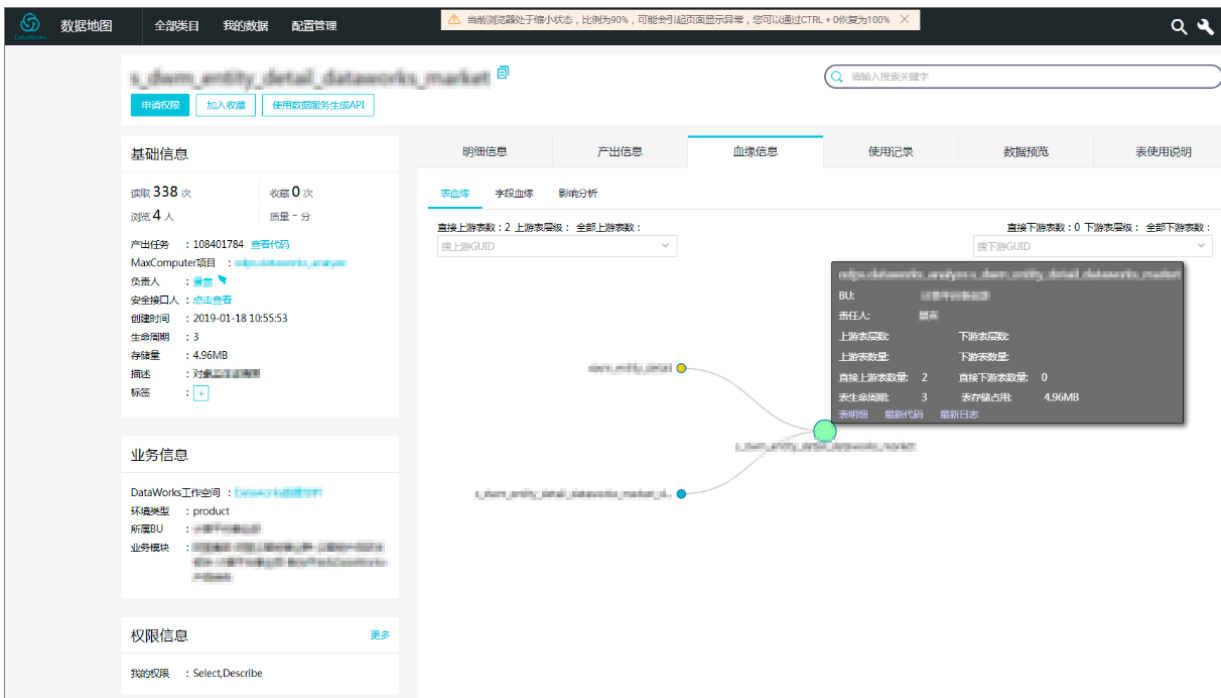 DataWorks
数据地图 全部类目 我的数据 配置管理
当前浏览器处于缩小状态，比例为90%，可能会引起页面显示异常，您可以通过CTRL + 0恢复为100%
s_dwm_entity_detail_dataworks_market
请输入搜索关键字
申请权限 加入收藏 使用数据服务生成API
基础信息
读取 338 次 收藏 0 次
浏览 4 人 质量 - 分
产出任务 : 108401784 查看代码
MaxComputer项目 :
负责人 :
安全接口人 : 点击查看
创建时间 : 2019-01-18 10:55:53
生命周期 : 3
存储量 : 4.96MB
描述 :
标签 : +
业务信息
DataWorks工作空间 :
环境类型 : product
所属BU :
业务模块 :
权限信息 更多
我的权限 : Select,Describe
明细信息 产出信息 血缘信息 使用记录 数据预览 表使用说明
表血缘 字段血缘 影响分析
直接上游表数：2 上游表层级： 全部上游表数：
直接下游表数：0 下游表层级： 全部下游表数：
搜上游GUID
搜下游GUID
BU:
责任人:
上游表层数: 下游表层数:
上游表数量: 下游表数量:
直接上游表数量: 2 直接下游表数量: 0
表生命周期: 3 表存储占用: 4.96MB
表明细 最新代码 最新日志
dwm_entity_detail
s_dwm_entity_detail_dataworks_market